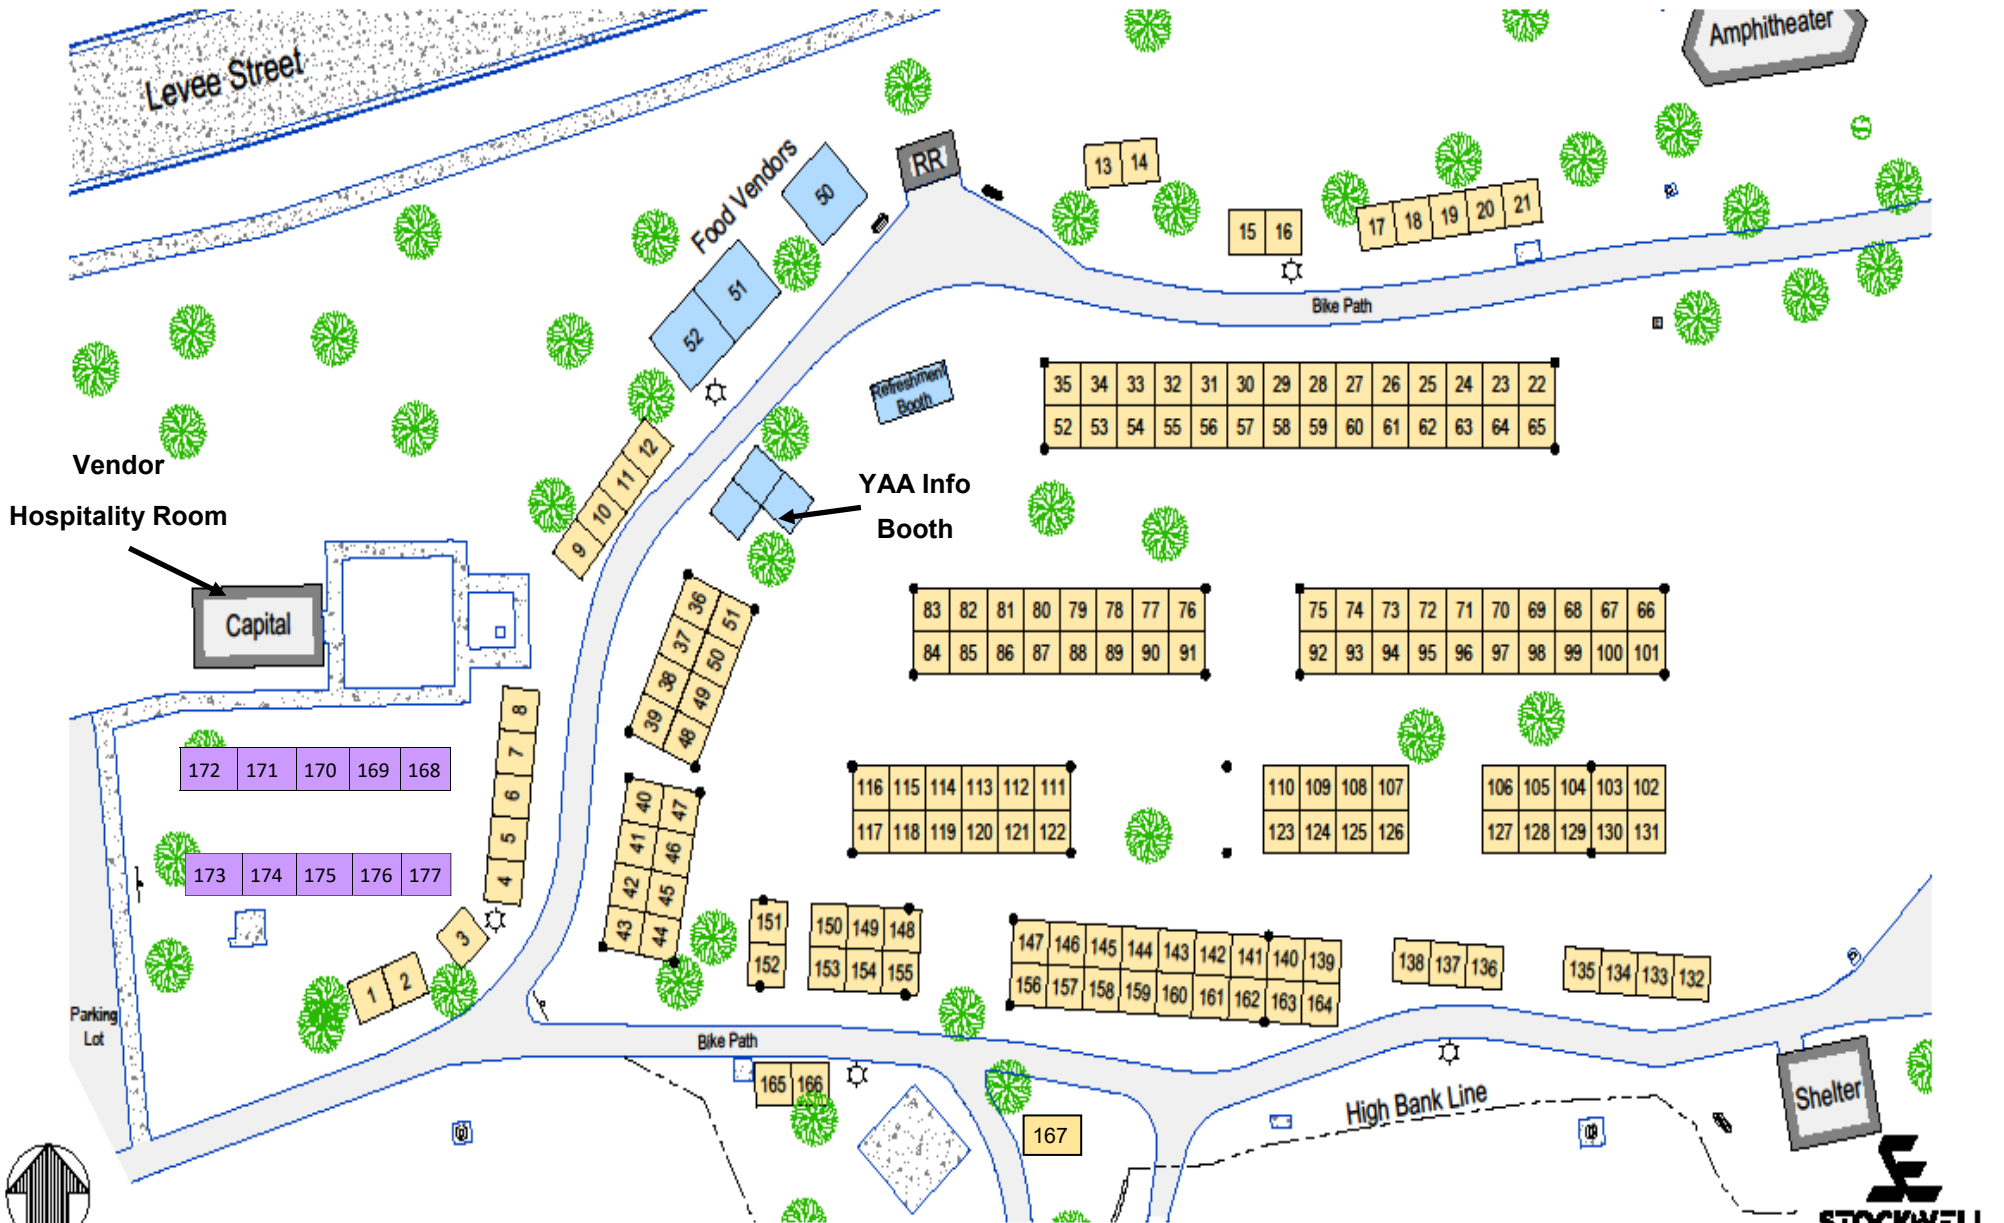 Levee Street
Amphitheater
Food Vendors
50
51
52
RR
13 14
15 16
17 18 19 20 21
Bike Path
Refreshment
Booth
35 34 33 32 31 30 29 28 27 26 25 24 23 22
52 53 54 55 56 57 58 59 60 61 62 63 64 65
9 10 11 12
Vendor
Hospitality Room
YAA Info
Booth
Capital
83 82 81 80 79 78 77 76
84 85 86 87 88 89 90 91
75 74 73 72 71 70 69 68 67 66
92 93 94 95 96 97 98 99 100 101
36 51
37 50
38 49
39 48
8
7
6
5
4
3
1 2
172 171 170 169 168
173 174 175 176 177
40 47
41 46
42 45
43 44
116 115 114 113 112 111
117 118 119 120 121 122
110 109 108 107
123 124 125 126
106 105 104 103 102
127 128 129 130 131
151
152
150 149 148
153 154 155
147 146 145 144 143 142 141 140 139
156 157 158 159 160 161 162 163 164
138 137 136
135 134 133 132
Parking
Lot
Bike Path
165 166
167
High Bank Line
Shelter
STOCKWELL